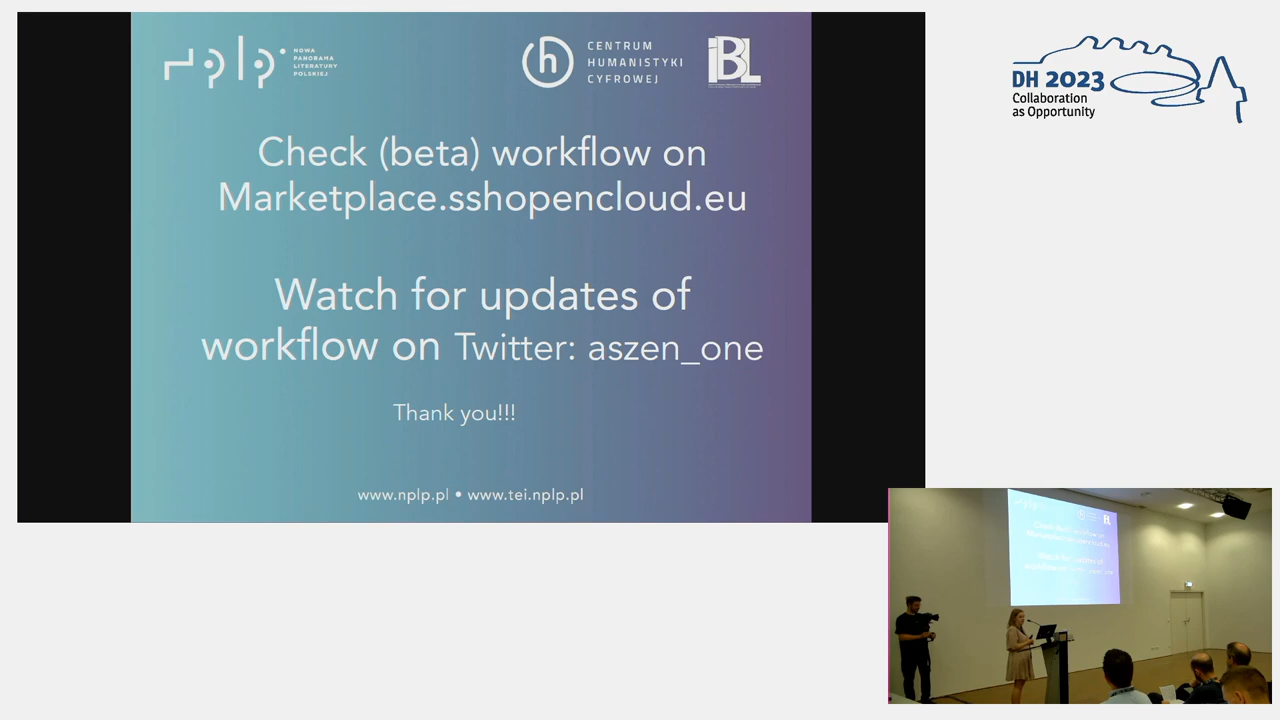 NOWA
PANORAMA
LITERATURY
POLSKIEJ
CENTRUM
HUMANISTYKI
CYFROWEJ
IBL
Check (beta) workflow on
Marketplace.sshopencloud.eu
Watch for updates of
workflow on Twitter: aszen_one
Thank you!!!
www.nplp.pl • www.tei.nplp.pl
DH 2023
Collaboration
as Opportunity